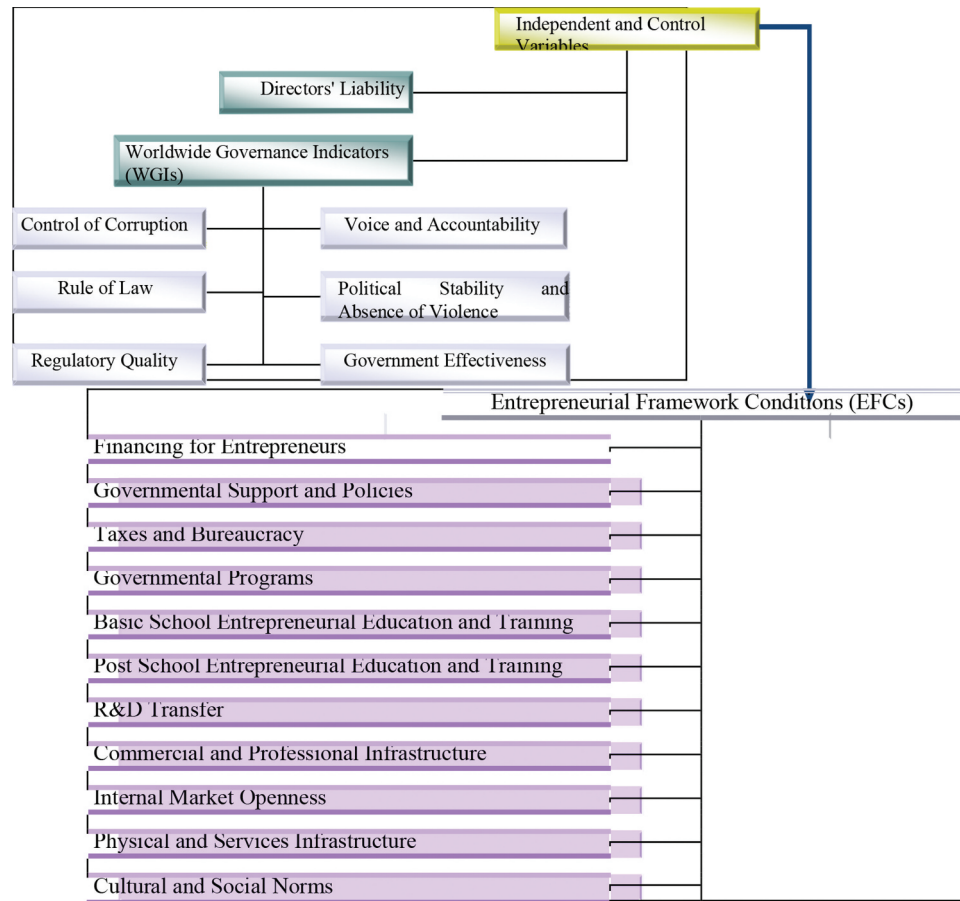 Independent and Control
Variables
Directors' Liability
Worldwide Governance Indicators
(WGIs)
Control of Corruption
Voice and Accountability
Rule of Law
Political Stability and
Absence of Violence
Regulatory Quality
Government Effectiveness
Entrepreneurial Framework Conditions (EFCs)
Financing for Entrepreneurs
Governmental Support and Policies
Taxes and Bureaucracy
Governmental Programs
Basic School Entrepreneurial Education and Training
Post School Entrepreneurial Education and Training
R&D Transfer
Commercial and Professional Infrastructure
Internal Market Openness
Physical and Services Infrastructure
Cultural and Social Norms